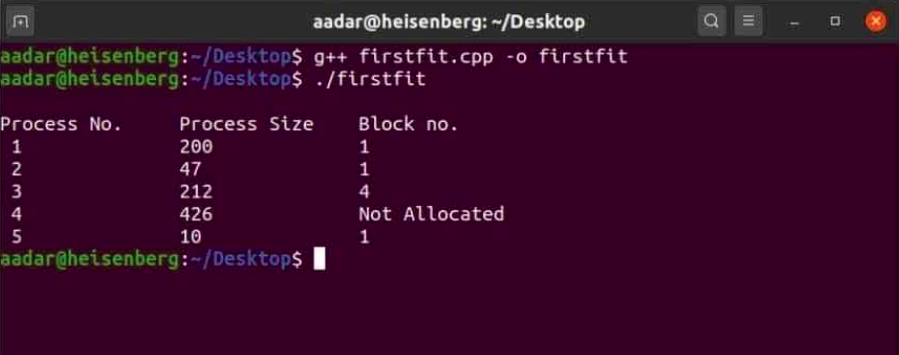 aadar@heisenberg: ~/Desktop
aadar@heisenberg:~/Desktop$ g++ firstfit.cpp -o firstfit
aadar@heisenberg:~/Desktop$ ./firstfit
Process No. Process Size Block no.
1 200 1
2 47 1
3 212 4
4 426 Not Allocated
5 10 1
aadar@heisenberg:~/Desktop$